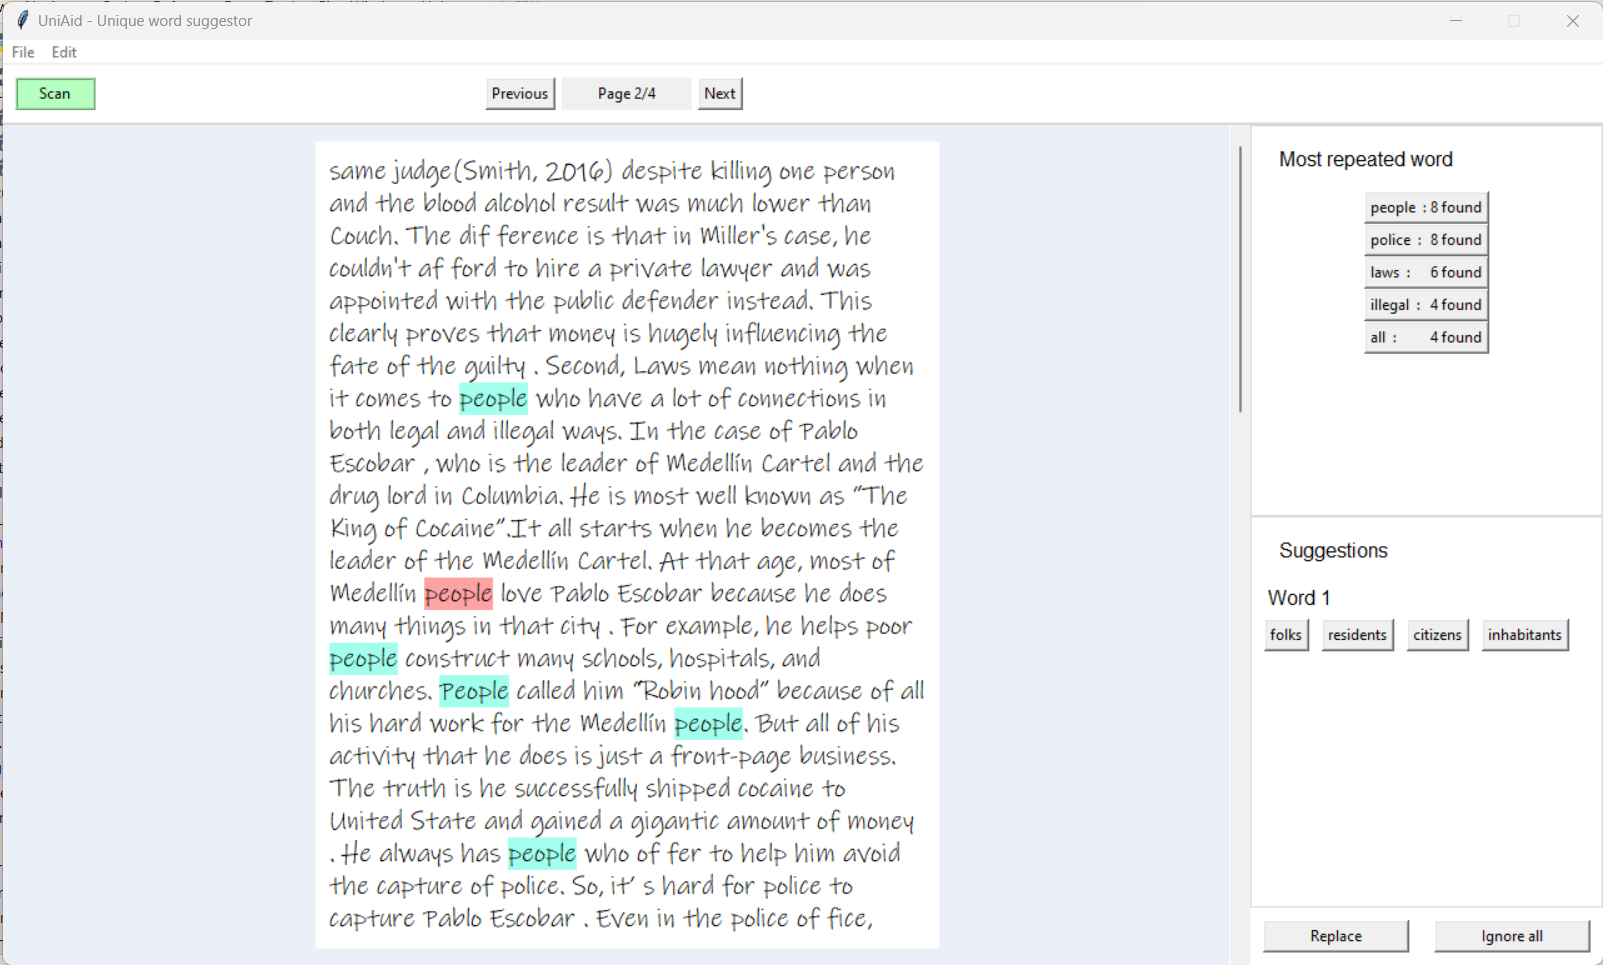 UniAid - Unique word suggestor
File Edit
Scan
Previous Page 2/4 Next
same judge(Smith, 2016) despite killing one person
and the blood alcohol result was much lower than
Couch. The dif ference is that in Miller's case, he
couldn't af ford to hire a private lawyer and was
appointed with the public defender instead. This
clearly proves that money is hugely influencing the
fate of the guilty . Second, Laws mean nothing when
it comes to people who have a lot of connections in
both legal and illegal ways. In the case of Pablo
Escobar , who is the leader of Medellín Cartel and the
drug lord in Columbia. He is most well known as “The
King of Cocaine”.It all starts when he becomes the
leader of the Medellín Cartel. At that age, most of
Medellín people love Pablo Escobar because he does
many things in that city . For example, he helps poor
people construct many schools, hospitals, and
churches. People called him “Robin hood” because of all
his hard work for the Medellín people. But all of his
activity that he does is just a front-page business.
The truth is he successfully shipped cocaine to
United State and gained a gigantic amount of money
. He always has people who of fer to help him avoid
the capture of police. So, it’ s hard for police to
capture Pablo Escobar . Even in the police of fice,
Most repeated word
people : 8 found
police : 8 found
laws : 6 found
illegal : 4 found
all : 4 found
Suggestions
Word 1
folks residents citizens inhabitants
Replace Ignore all